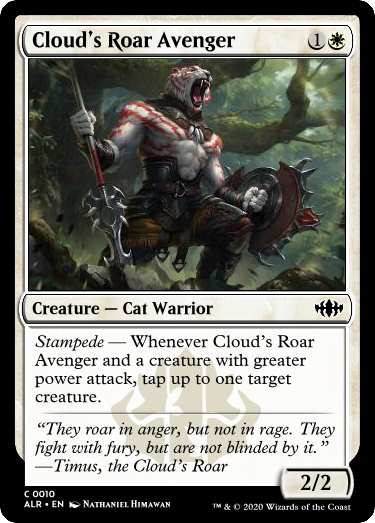 Cloud's Roar Avenger 1
Creature — Cat Warrior
Stampede — Whenever Cloud's Roar
Avenger and a creature with greater
power attack, tap up to one target
creature.
“They roar in anger, but not in rage. They
fight with fury, but are not blinded by it.”
—Timus, the Cloud's Roar
2/2
C 0010
ALR • EN Nathaniel Himawan
™ & © 2020 Wizards of the Coast